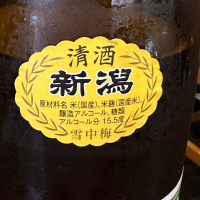 清酒
新潟
原材料名 米(国産)、米麹(国産米)
醸造アルコール、糖類
アルコール分 15.5度
雪中梅